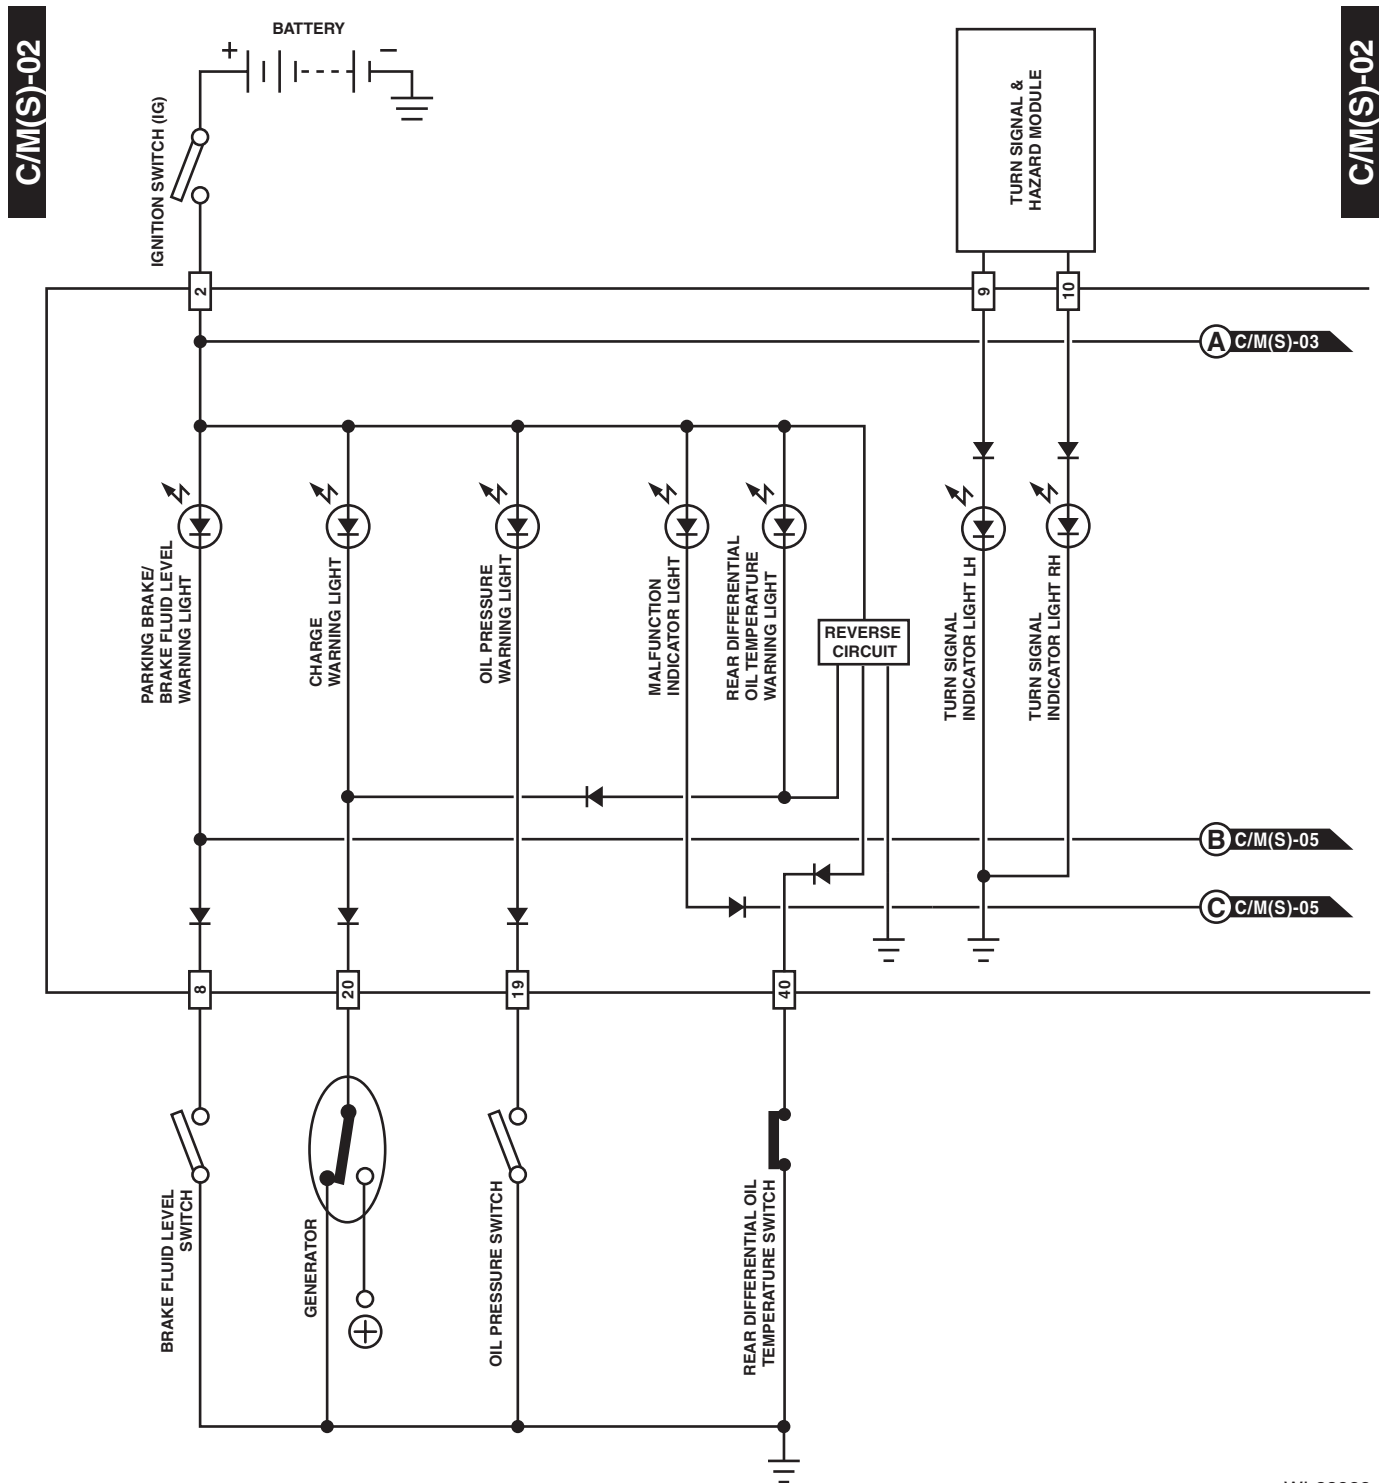 C/M(S)-02
C/M(S)-02
BATTERY
+
−
IGNITION SWITCH (IG)
TURN SIGNAL &
HAZARD MODULE
2
9
10
A C/M(S)-03
PARKING BRAKE/
BRAKE FLUID LEVEL
WARNING LIGHT
CHARGE
WARNING LIGHT
OIL PRESSURE
WARNING LIGHT
MALFUNCTION
INDICATOR LIGHT
REAR DIFFERENTIAL
OIL TEMPERATURE
WARNING LIGHT
REVERSE
CIRCUIT
TURN SIGNAL
INDICATOR LIGHT LH
TURN SIGNAL
INDICATOR LIGHT RH
B C/M(S)-05
C C/M(S)-05
8
20
19
40
BRAKE FLUID LEVEL
SWITCH
GENERATOR
+
OIL PRESSURE SWITCH
REAR DIFFERENTIAL OIL
TEMPERATURE SWITCH